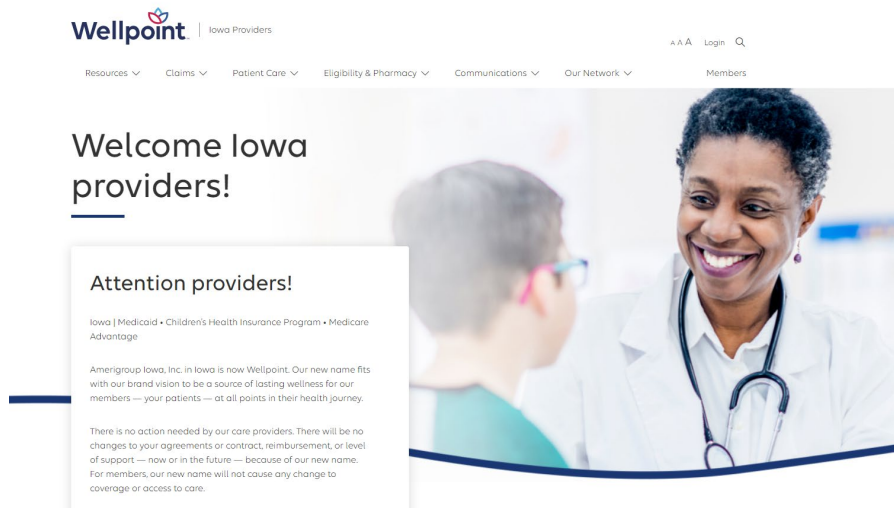 Wellpoint
Iowa Providers
A A A Login
Resources Claims Patient Care Eligibility & Pharmacy Communications Our Network Members
Welcome Iowa
providers!
Attention providers!
Iowa | Medicaid • Children's Health Insurance Program • Medicare
Advantage
Amerigroup Iowa, Inc. in Iowa is now Wellpoint. Our new name fits
with our brand vision to be a source of lasting wellness for our
members — your patients — at all points in their health journey.
There is no action needed by our care providers. There will be no
changes to your agreements or contract, reimbursement, or level
of support — now or in the future — because of our new name.
For members, our new name will not cause any change to
coverage or access to care.